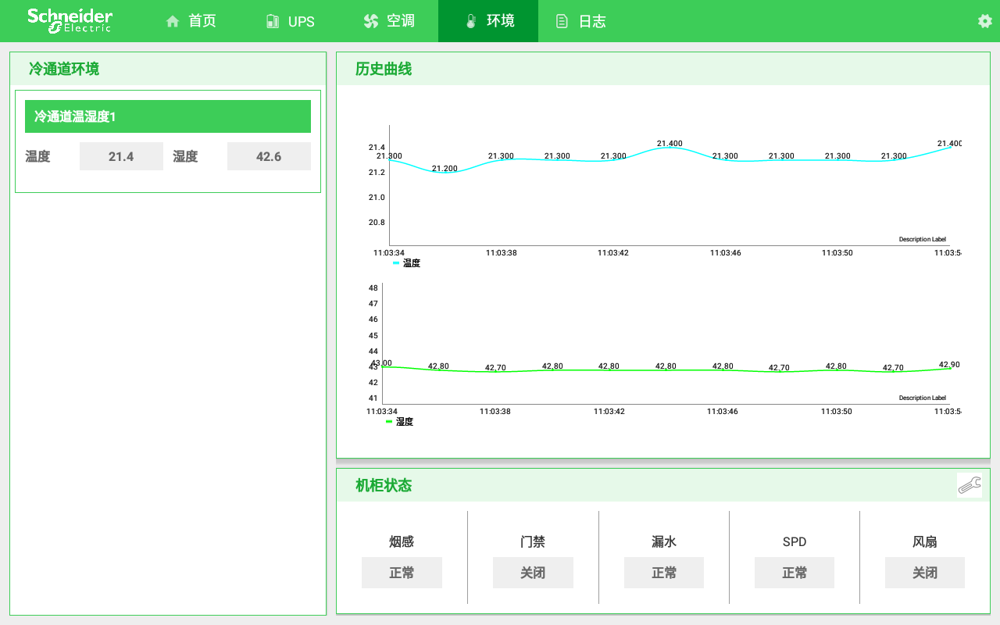 Schneider
Electric
首页
UPS
空调
环境
日志
冷通道环境
冷通道温湿度1
温度
21.4
湿度
42.6
历史曲线
21.4
21.2
21.0
20.8
21.300
21.200
21.300
21.300
21.300
21.400
21.300
21.300
21.300
21.300
21.400
Description Label
11:03:34
11:03:38
11:03:42
11:03:46
11:03:50
11:03:5
温度
48
47
46
45
44
43
42
41
43.00
42.80
42.70
42.80
42.80
42.80
42.80
42.70
42.80
42.70
42.90
Description Label
11:03:34
11:03:38
11:03:42
11:03:46
11:03:50
11:03:5
湿度
机柜状态
烟感
正常
门禁
关闭
漏水
正常
SPD
正常
风扇
关闭